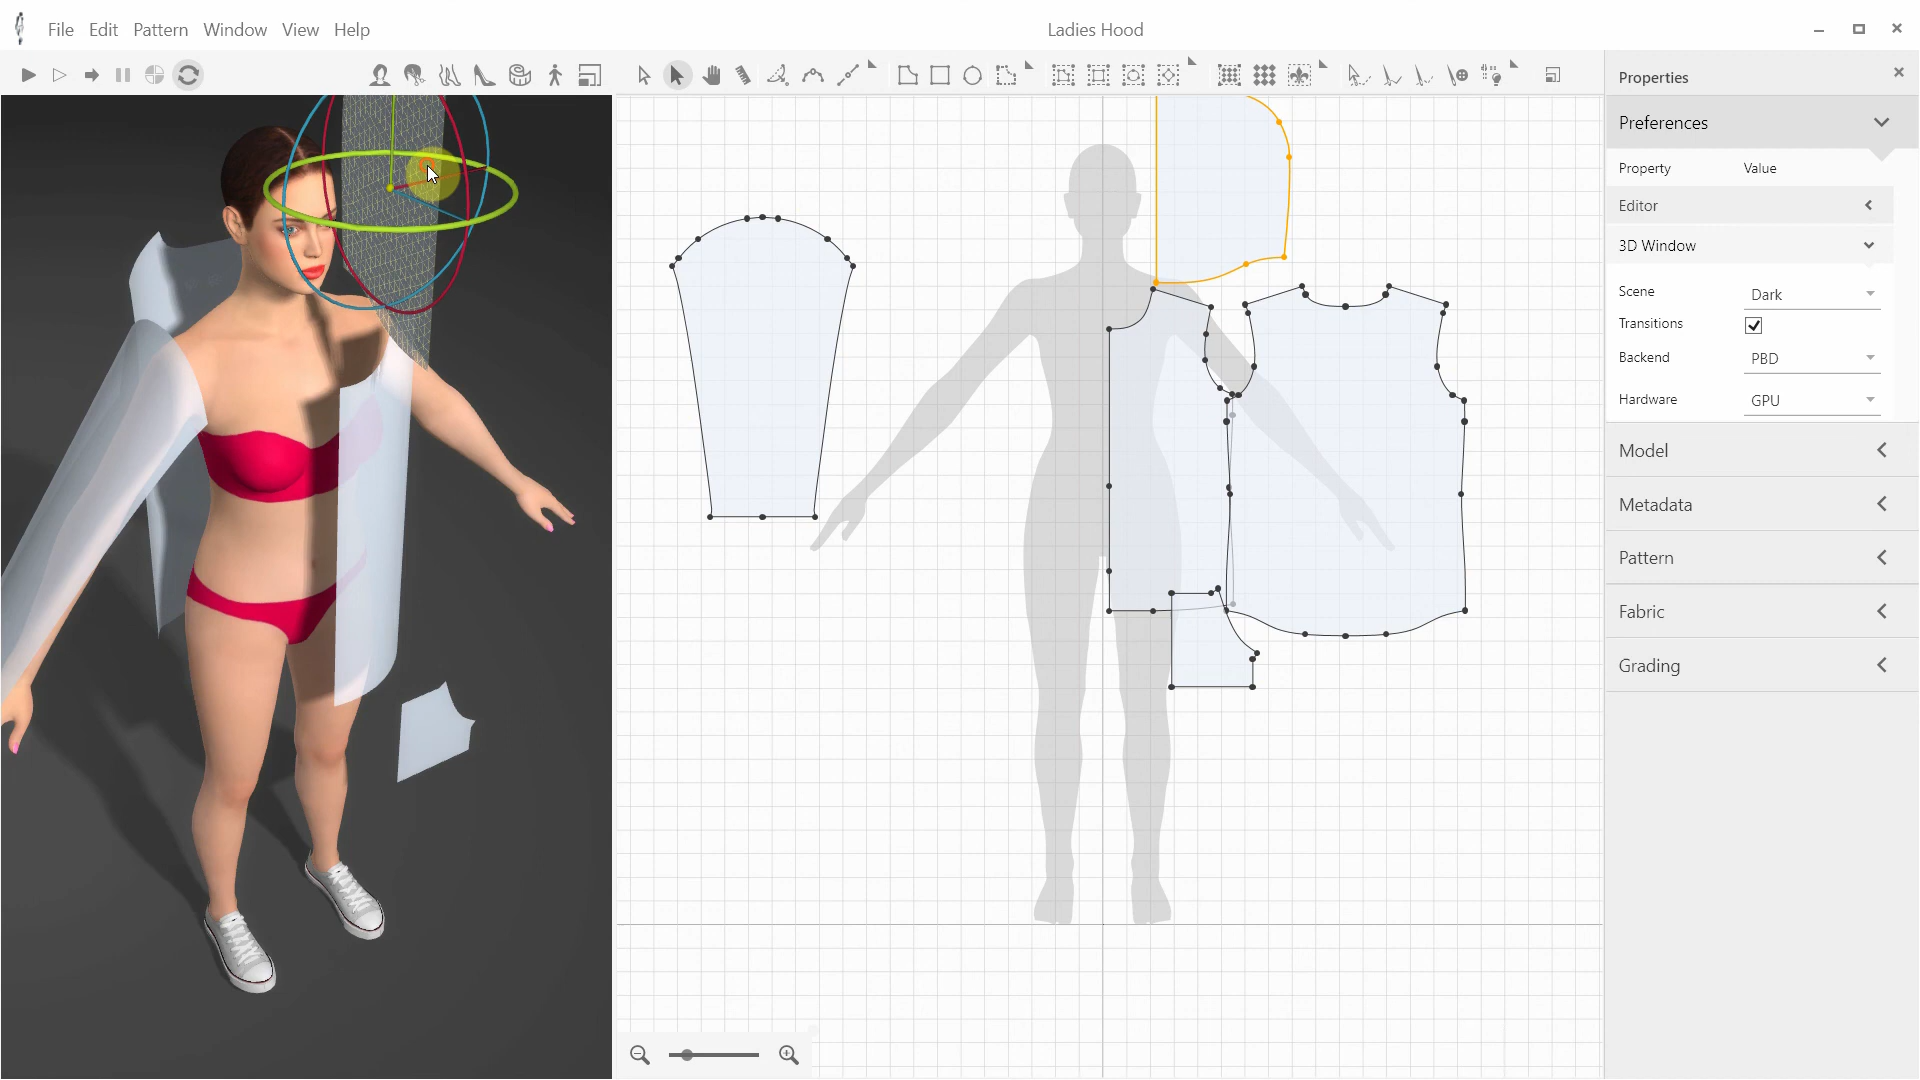 File Edit Pattern Window View Help
Ladies Hood
Properties
Preferences
Property Value
Editor
3D Window
Scene Dark
Transitions
Backend PBD
Hardware GPU
Model
Metadata
Pattern
Fabric
Grading